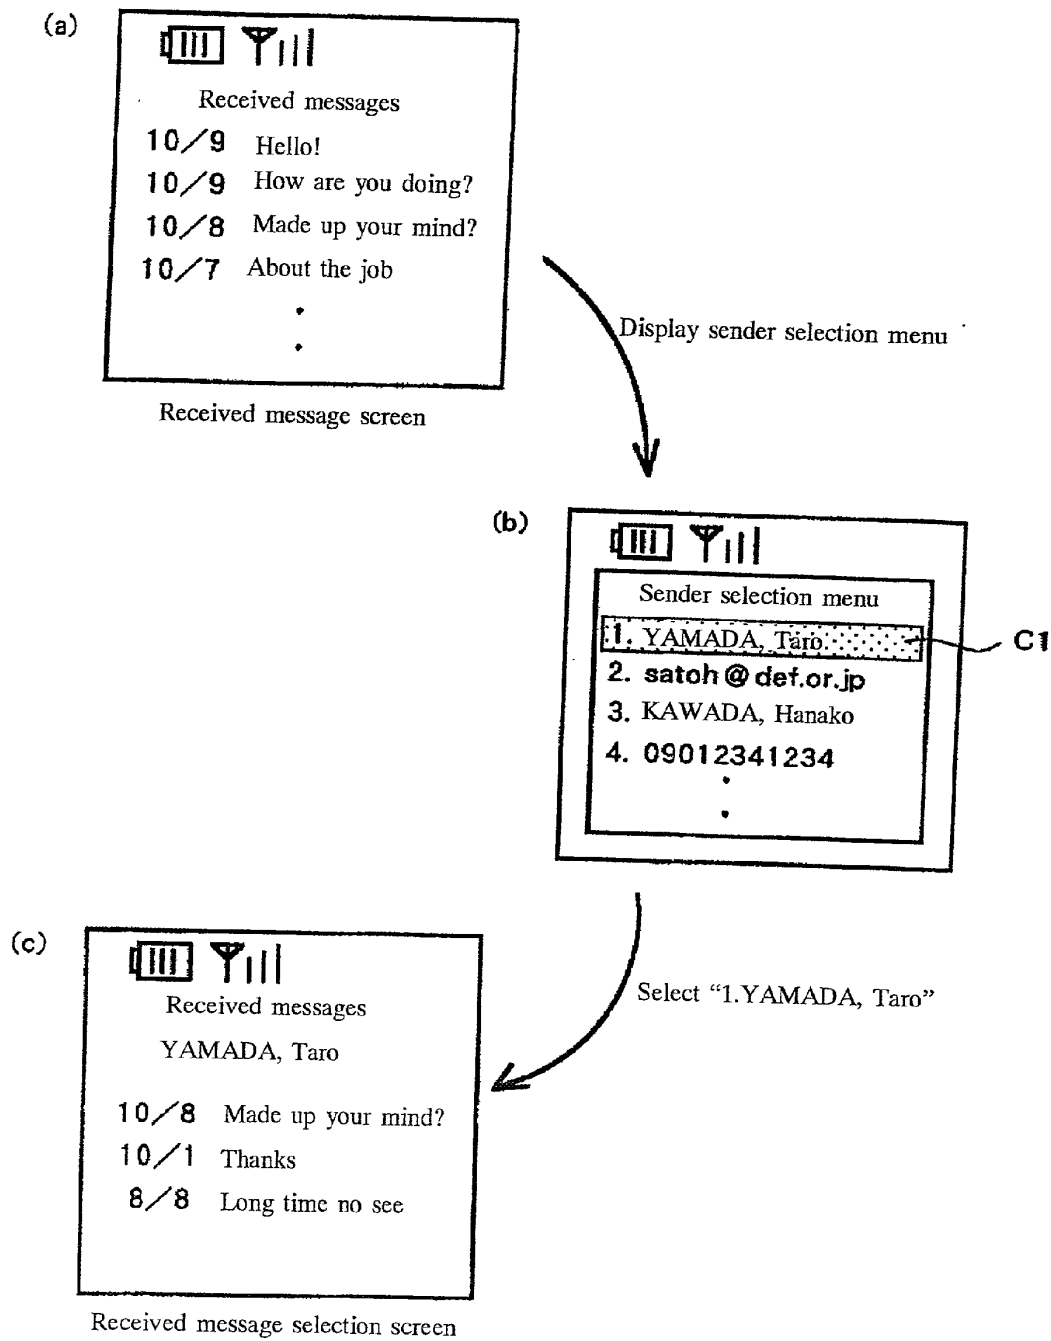 (a)
Received messages
10/9 Hello!
10/9 How are you doing?
10/8 Made up your mind?
10/7 About the job
Received message screen
Display sender selection menu
(b)
Sender selection menu
1. YAMADA, Taro
C1
2. satoh@def.or.jp
3. KAWADA, Hanako
4. 09012341234
Select “1.YAMADA, Taro”
(c)
Received messages
YAMADA, Taro
10/8 Made up your mind?
10/1 Thanks
8/8 Long time no see
Received message selection screen